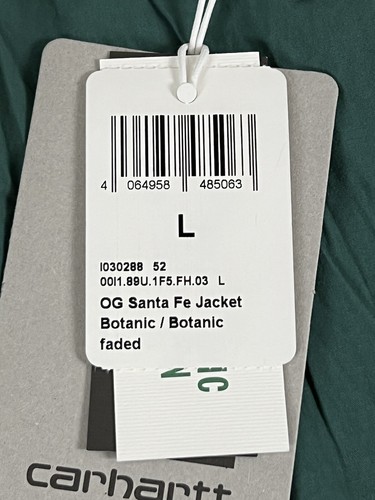 4 064958 485063
L
I030288 52
00I1.89U.1F5.FH.03 L
OG Santa Fe Jacket
Botanic / Botanic
faded
carhartt